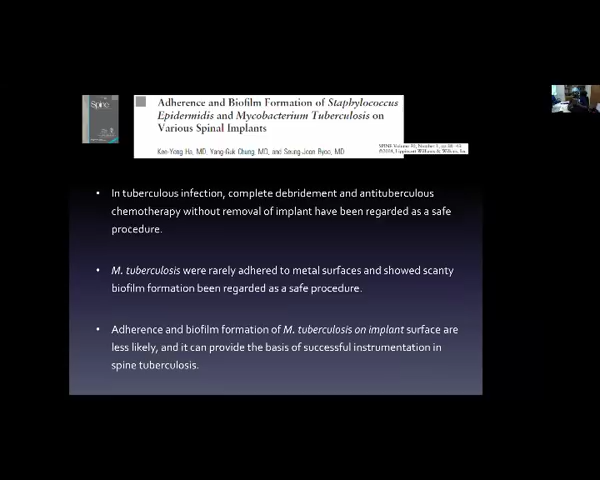 Spine
Adherence and Biofilm Formation of Staphylococcus
Epidermidis and Mycobacterium Tuberculosis on
Various Spinal Implants
Kee-Yong Ha, MD, Yang-Guk Chung, MD, and Seung-Joon Ryoo, MD
• In tuberculous infection, complete debridement and antituberculous
chemotherapy without removal of implant have been regarded as a safe
procedure.
• M. tuberculosis were rarely adhered to metal surfaces and showed scanty
biofilm formation been regarded as a safe procedure.
• Adherence and biofilm formation of M. tuberculosis on implant surface are
less likely, and it can provide the basis of successful instrumentation in
spine tuberculosis.